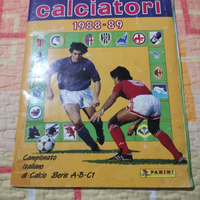 calciatori
1988-89
Campionato
Italiano
di Calcio Serie A-B-C1
PANINI